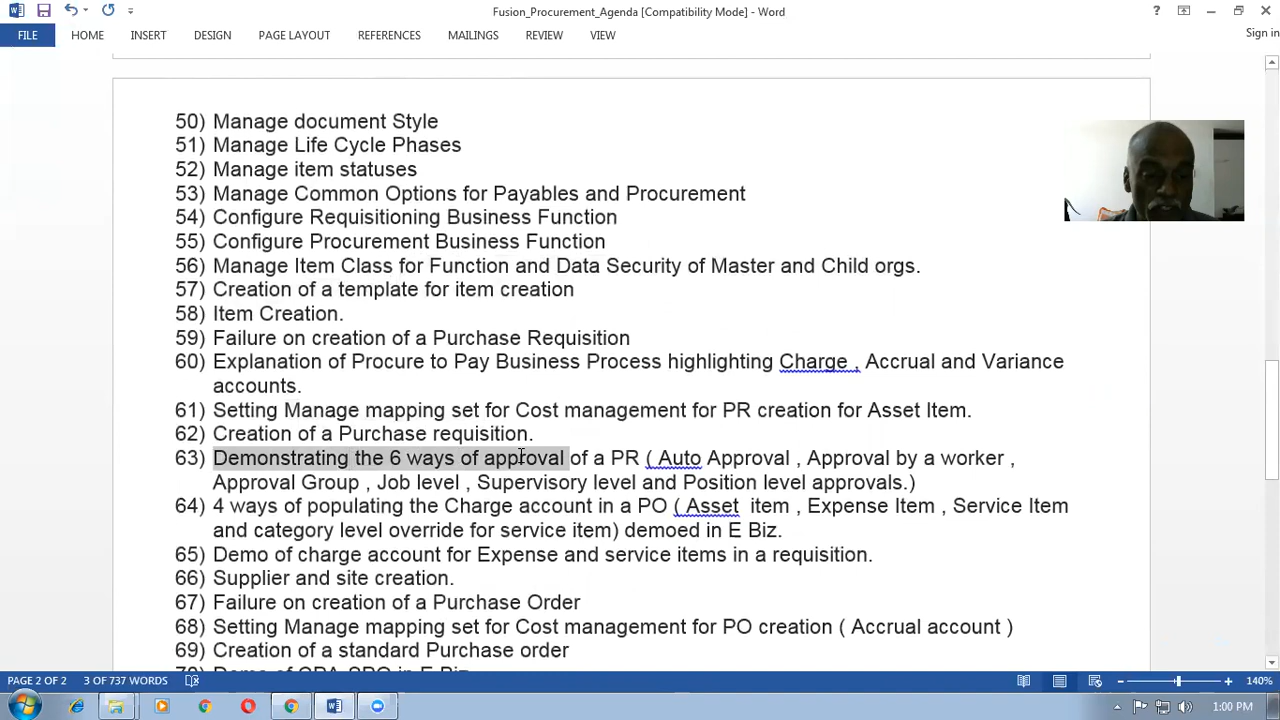 Fusion_Procurement_Agenda [Compatibility Mode] - Word
Sign in
FILE HOME INSERT DESIGN PAGE LAYOUT REFERENCES MAILINGS REVIEW VIEW
50) Manage document Style
51) Manage Life Cycle Phases
52) Manage item statuses
53) Manage Common Options for Payables and Procurement
54) Configure Requisitioning Business Function
55) Configure Procurement Business Function
56) Manage Item Class for Function and Data Security of Master and Child orgs.
57) Creation of a template for item creation
58) Item Creation.
59) Failure on creation of a Purchase Requisition
60) Explanation of Procure to Pay Business Process highlighting Charge , Accrual and Variance
accounts.
61) Setting Manage mapping set for Cost management for PR creation for Asset Item.
62) Creation of a Purchase requisition.
63) Demonstrating the 6 ways of approval of a PR ( Auto Approval , Approval by a worker ,
Approval Group , Job level , Supervisory level and Position level approvals.)
64) 4 ways of populating the Charge account in a PO ( Asset item , Expense Item , Service Item
and category level override for service item) demoed in E Biz.
65) Demo of charge account for Expense and service items in a requisition.
66) Supplier and site creation.
67) Failure on creation of a Purchase Order
68) Setting Manage mapping set for Cost management for PO creation ( Accrual account )
69) Creation of a standard Purchase order
PAGE 2 OF 2 3 OF 737 WORDS 140%
1:00 PM